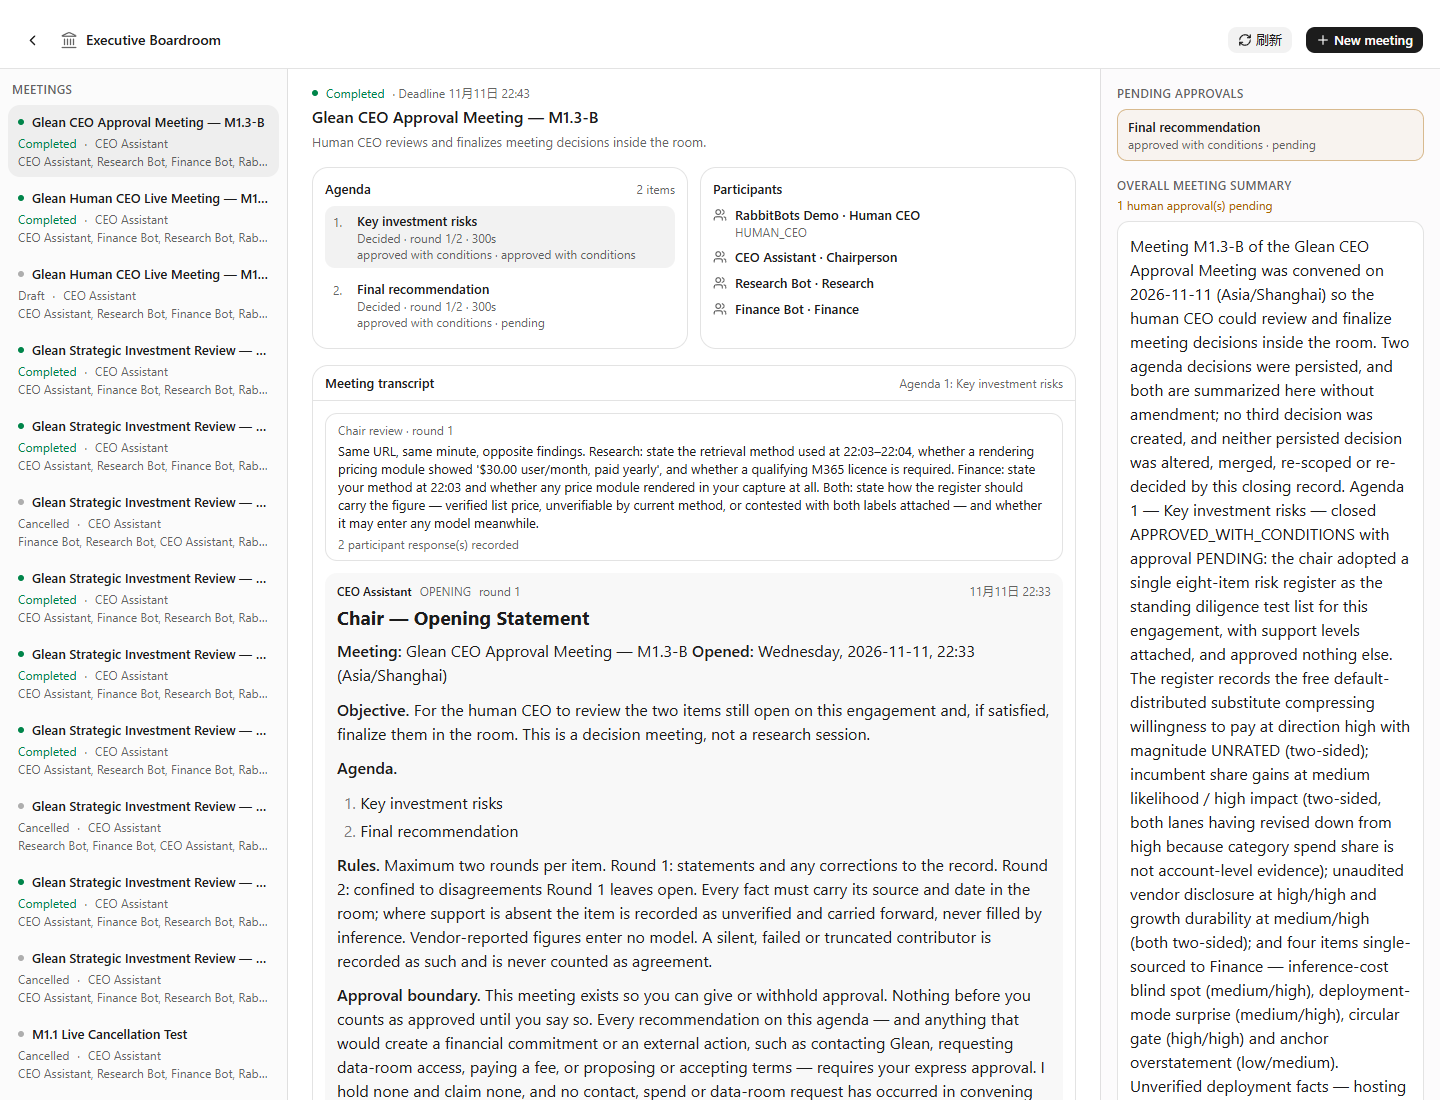 Executive Boardroom
刷新
New meeting
MEETINGS
Glean CEO Approval Meeting — M1.3-B
Completed · CEO Assistant
CEO Assistant, Research Bot, Finance Bot, Rab...
Glean Human CEO Live Meeting — M1...
Completed · CEO Assistant
CEO Assistant, Finance Bot, Research Bot, Rab...
Glean Human CEO Live Meeting — M1...
Draft · CEO Assistant
CEO Assistant, Research Bot, Finance Bot, Rab...
Glean Strategic Investment Review — ...
Completed · CEO Assistant
CEO Assistant, Finance Bot, Research Bot, Rab...
Glean Strategic Investment Review — ...
Completed · CEO Assistant
CEO Assistant, Research Bot, Finance Bot, Rab...
Glean Strategic Investment Review — ...
Cancelled · CEO Assistant
Finance Bot, Research Bot, CEO Assistant, Rab...
Glean Strategic Investment Review — ...
Completed · CEO Assistant
CEO Assistant, Finance Bot, Research Bot, Rab...
Glean Strategic Investment Review — ...
Completed · CEO Assistant
CEO Assistant, Finance Bot, Research Bot, Rab...
Glean Strategic Investment Review — ...
Completed · CEO Assistant
CEO Assistant, Research Bot, Finance Bot, Rab...
Glean Strategic Investment Review — ...
Cancelled · CEO Assistant
Research Bot, Finance Bot, CEO Assistant, Rab...
Glean Strategic Investment Review — ...
Completed · CEO Assistant
CEO Assistant, Finance Bot, Research Bot, Rab...
Glean Strategic Investment Review — ...
Cancelled · CEO Assistant
CEO Assistant, Finance Bot, Research Bot, Rab...
M1.1 Live Cancellation Test
Cancelled · CEO Assistant
CEO Assistant, Research Bot, Finance Bot, Rab...
Completed · Deadline 11月11日 22:43
Glean CEO Approval Meeting — M1.3-B
Human CEO reviews and finalizes meeting decisions inside the room.
Agenda
2 items
1. Key investment risks
Decided · round 1/2 · 300s
approved with conditions · approved with conditions
2. Final recommendation
Decided · round 1/2 · 300s
approved with conditions · pending
Participants
RabbitBots Demo · Human CEO
HUMAN_CEO
CEO Assistant · Chairperson
Research Bot · Research
Finance Bot · Finance
Meeting transcript
Agenda 1: Key investment risks
Chair review · round 1
Same URL, same minute, opposite findings. Research: state the retrieval method used at 22:03–22:04, whether a rendering
pricing module showed '$30.00 user/month, paid yearly', and whether a qualifying M365 licence is required. Finance: state
your method at 22:03 and whether any price module rendered in your capture at all. Both: state how the register should
carry the figure — verified list price, unverifiable by current method, or contested with both labels attached — and whether
it may enter any model meanwhile.
2 participant response(s) recorded
CEO Assistant OPENING round 1
11月11日 22:33
Chair — Opening Statement
Meeting: Glean CEO Approval Meeting — M1.3-B Opened: Wednesday, 2026-11-11, 22:33
(Asia/Shanghai)
Objective. For the human CEO to review the two items still open on this engagement and, if satisfied,
finalize them in the room. This is a decision meeting, not a research session.
Agenda.
1. Key investment risks
2. Final recommendation
Rules. Maximum two rounds per item. Round 1: statements and any corrections to the record. Round
2: confined to disagreements Round 1 leaves open. Every fact must carry its source and date in the
room; where support is absent the item is recorded as unverified and carried forward, never filled by
inference. Vendor-reported figures enter no model. A silent, failed or truncated contributor is
recorded as such and is never counted as agreement.
Approval boundary. This meeting exists so you can give or withhold approval. Nothing before you
counts as approved until you say so. Every recommendation on this agenda — and anything that
would create a financial commitment or an external action, such as contacting Glean, requesting
data-room access, paying a fee, or proposing or accepting terms — requires your express approval. I
hold none and claim none, and no contact, spend or data-room request has occurred in convening
PENDING APPROVALS
Final recommendation
approved with conditions · pending
OVERALL MEETING SUMMARY
1 human approval(s) pending
Meeting M1.3-B of the Glean CEO
Approval Meeting was convened on
2026-11-11 (Asia/Shanghai) so the
human CEO could review and finalize
meeting decisions inside the room. Two
agenda decisions were persisted, and
both are summarized here without
amendment; no third decision was
created, and neither persisted decision
was altered, merged, re-scoped or re-
decided by this closing record. Agenda
1 — Key investment risks — closed
APPROVED_WITH_CONDITIONS with
approval PENDING: the chair adopted a
single eight-item risk register as the
standing diligence test list for this
engagement, with support levels
attached, and approved nothing else.
The register records the free default-
distributed substitute compressing
willingness to pay at direction high with
magnitude UNRATED (two-sided);
incumbent share gains at medium
likelihood / high impact (two-sided,
both lanes having revised down from
high because category spend share is
not account-level evidence); unaudited
vendor disclosure at high/high and
growth durability at medium/high
(both two-sided); and four items single-
sourced to Finance — inference-cost
blind spot (medium/high), deployment-
mode surprise (medium/high), circular
gate (high/high) and anchor
overstatement (low/medium).
Unverified deployment facts — hosting